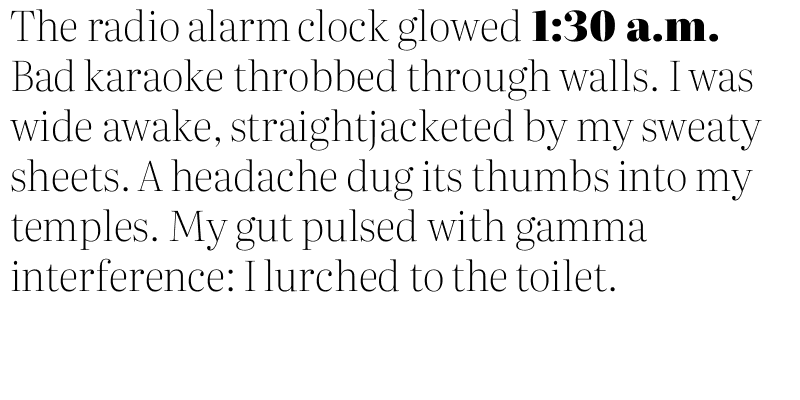 The radio alarm clock glowed 1:30 a.m.
Bad karaoke throbbed through walls. I was
wide awake, straightjacketed by my sweaty
sheets. A headache dug its thumbs into my
temples. My gut pulsed with gamma
interference: I lurched to the toilet.